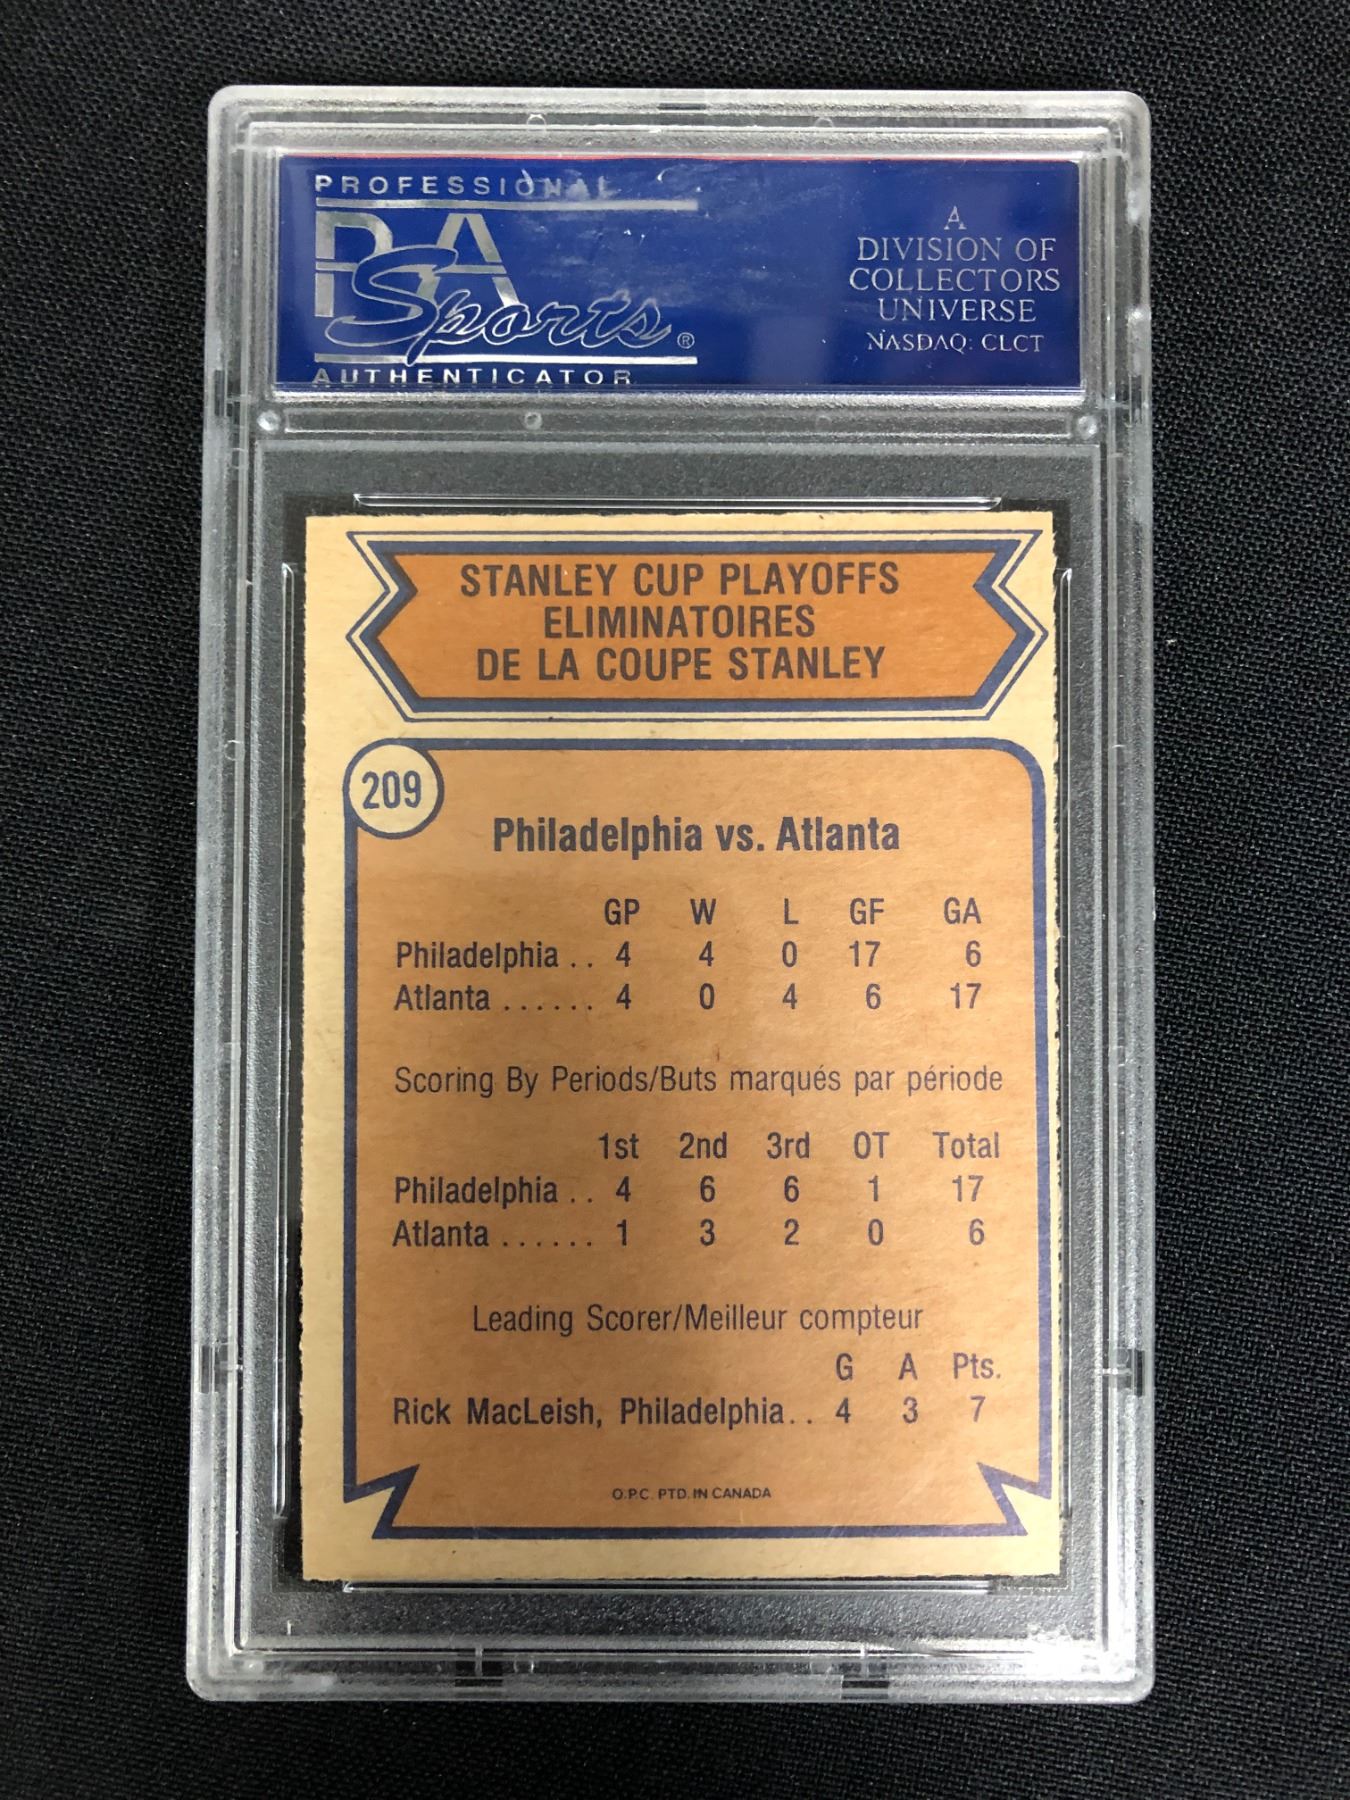 PROFESSIONAL
PSA
Sports®
AUTHENTICATOR
A
DIVISION OF
COLLECTORS
UNIVERSE
NASDAQ: CLCT
STANLEY CUP PLAYOFFS
ELIMINATOIRES
DE LA COUPE STANLEY
209
Philadelphia vs. Atlanta
GP W L GF GA
Philadelphia .. 4 4 0 17 6
Atlanta ...... 4 0 4 6 17
Scoring By Periods/Buts marqués par période
1st 2nd 3rd OT Total
Philadelphia .. 4 6 6 1 17
Atlanta ...... 1 3 2 0 6
Leading Scorer/Meilleur compteur
G A Pts.
Rick MacLeish, Philadelphia.. 4 3 7
O.P.C. PTD. IN CANADA